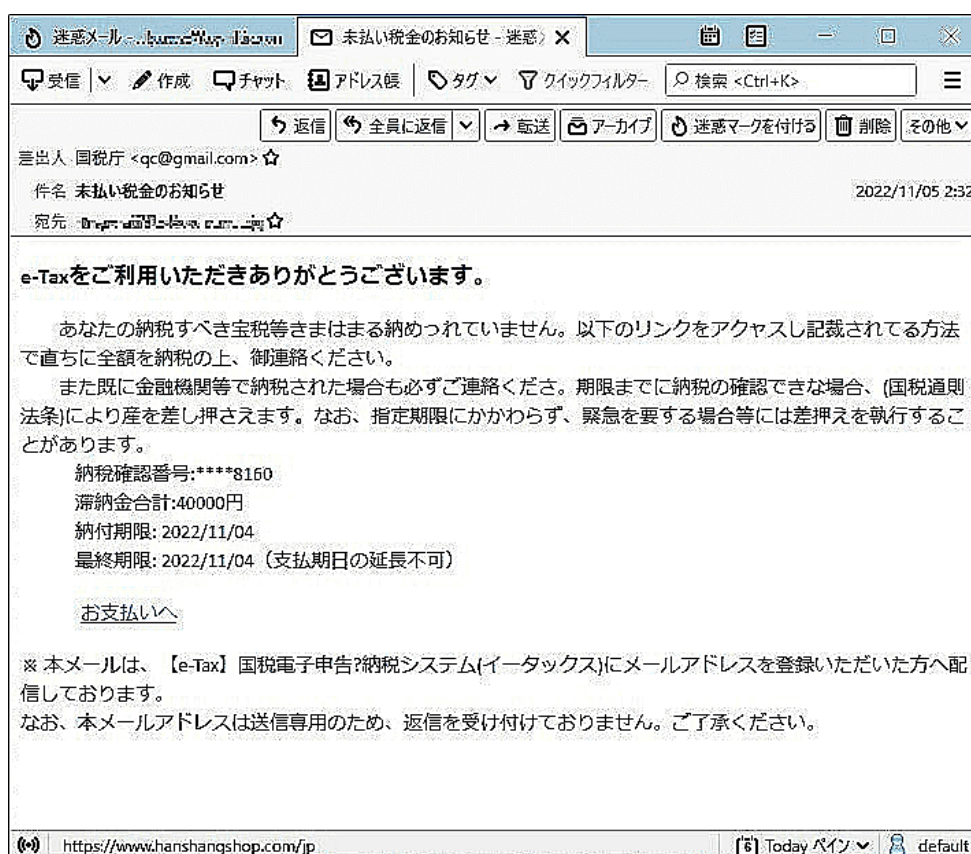 迷惑メール -
未払い税金のお知らせ - 迷惑
受信 作成 チャット アドレス帳 タグ クイックフィルター 検索 <Ctrl+K>
返信 全員に返信 転送 アーカイブ 迷惑マークを付ける 削除 その他
差出人 国税庁 <qc@gmail.com>
件名 未払い税金のお知らせ 2022/11/05 2:32
宛先
e-Taxをご利用いただきありがとうございます。
あなたの納税すべき宝税等きまはまる納めっれていません。以下のリンクをアクャスし記裁されてる方法
で直ちに全額を納税の上、御連絡ください。
また既に金融機関等で納税された場合も必ずご連絡くださ。期限までに納税の確認できな場合、(国税通則
法条)により産を差し押さえます。なお、指定期限にかかわらず、緊急を要する場合等には差押えを執行するこ
とがあります。
納税確認番号:****8160
滞納金合計:40000円
納付期限: 2022/11/04
最終期限: 2022/11/04（支払期日の延長不可）
お支払いへ
※ 本メールは、【e-Tax】国税電子申告?納税システム(イータックス)にメールアドレスを登録いただいた方へ配
信しております。
なお、本メールアドレスは送信専用のため、返信を受け付けておりません。ご了承ください。
https://www.hanshangshop.com/jp Today ペイン default